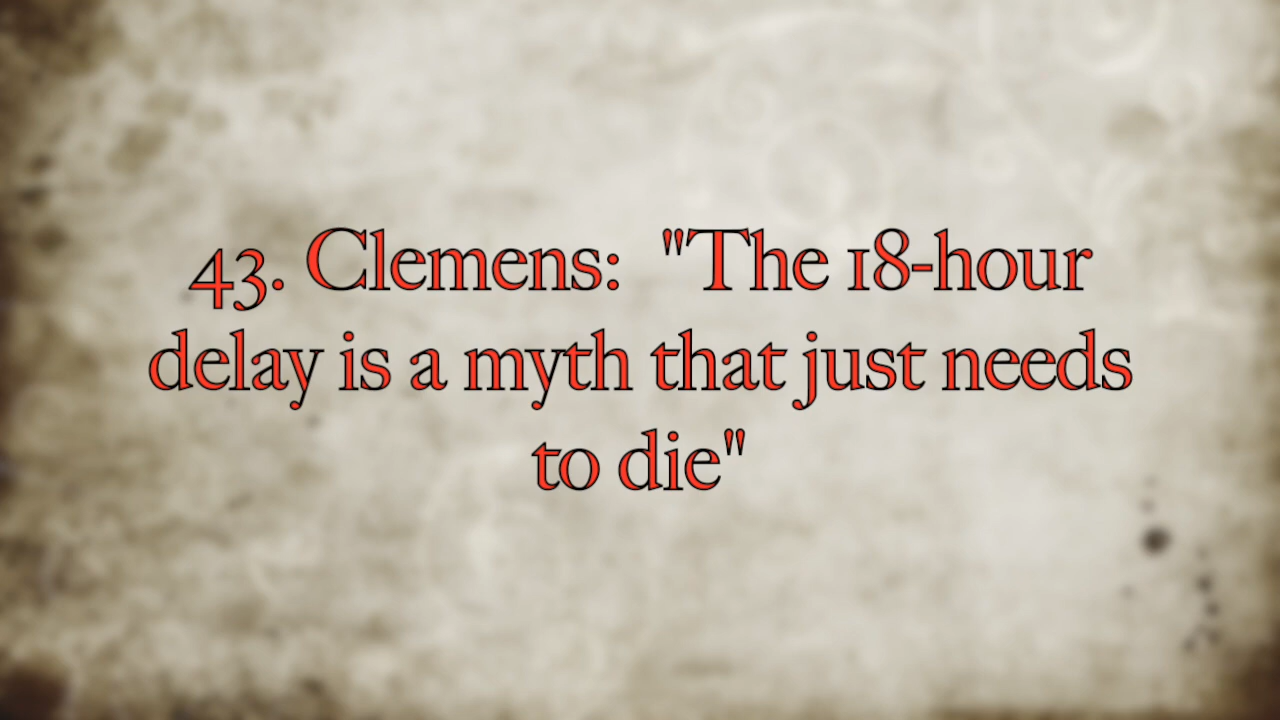 43. Clemens:  "The 18-hour
delay is a myth that just needs
to die"